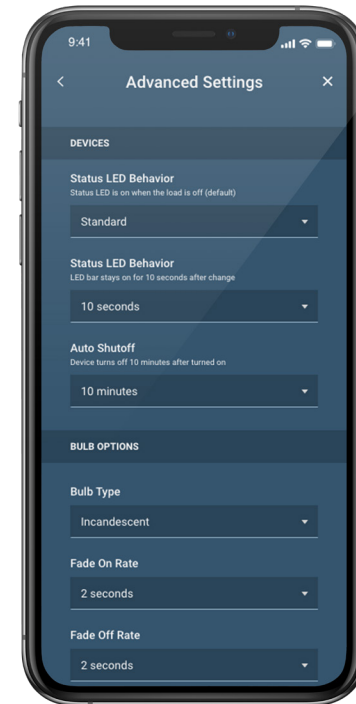 9:41
Advanced Settings
DEVICES
Status LED Behavior
Status LED is on when the load is off (default)
Standard
Status LED Behavior
LED bar stays on for 10 seconds after change
10 seconds
Auto Shutoff
Device turns off 10 minutes after turned on
10 minutes
BULB OPTIONS
Bulb Type
Incandescent
Fade On Rate
2 seconds
Fade Off Rate
2 seconds